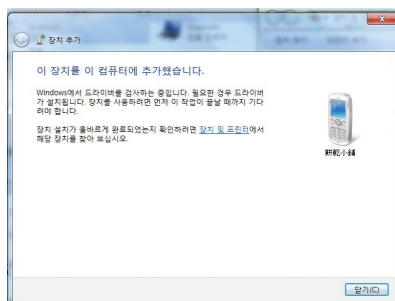 장치 추가
이 장치를 이 컴퓨터에 추가했습니다.
Windows에서 드라이버를 검사하는 중입니다. 필요한 경우 드라이버
가 설치됩니다. 장치를 사용하려면 먼저 이 작업이 끝날 때까지 기다
려야 합니다.
장치 설치가 올바르게 완료되었는지 확인하려면 장치 및 프린터에서
해당 장치를 찾아 보십시오.
餅乾小舖
닫기(C)